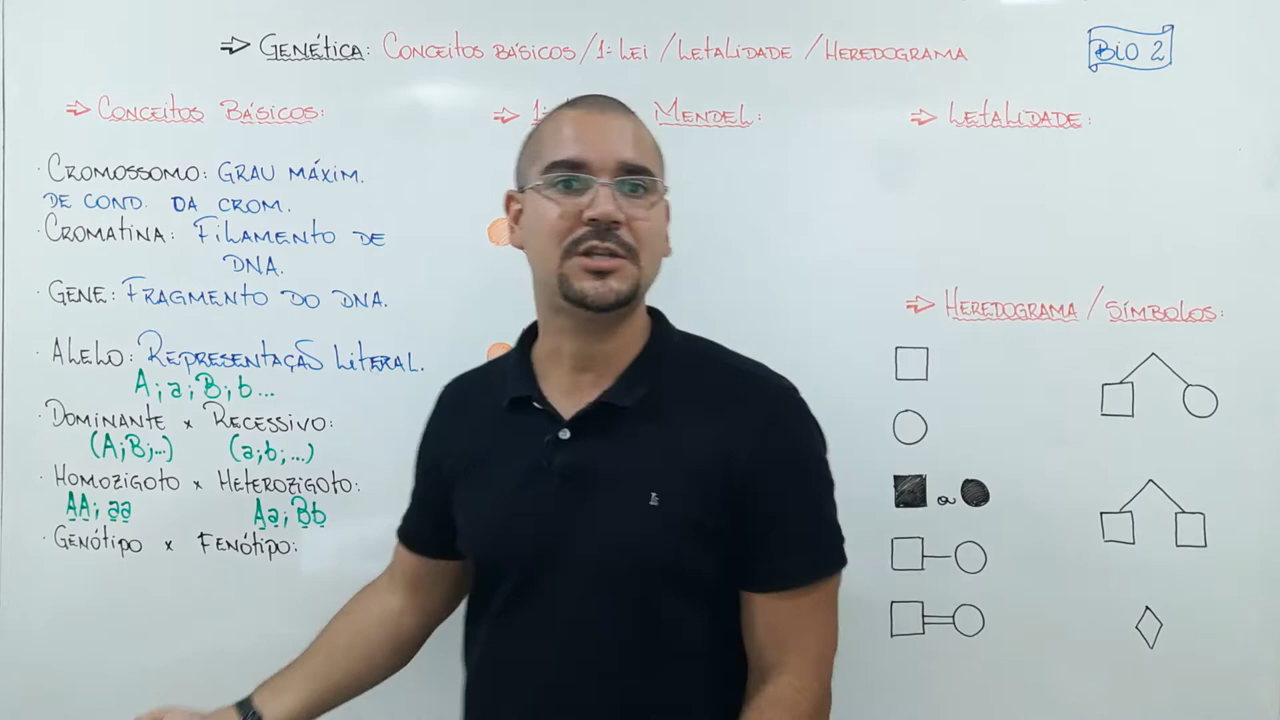 ⇒ GENÉTICA: CONCEITOS BÁSICOS/1ª LEI/LETALIDADE/HEREDOGRAMA
BIO 2
⇒ CONCEITOS BÁSICOS:
· CROMOSSOMO: GRAU MÁXIM.
DE COND. DA CROM.
· CROMATINA: FILAMENTO DE
DNA.
· GENE: FRAGMENTO DO DNA.
· ALELO: REPRESENTAÇÃO LITERAL.
A; a; B; b...
· DOMINANTE x RECESSIVO:
(A;B;...) (a;b;...)
· HOMOZIGOTO x HETEROZIGOTO:
AA; aa Aa; Bb
· GENÓTIPO x FENÓTIPO:
⇒ 1ª MENDEL:
⇒ LETALIDADE:
⇒ HEREDOGRAMA/SÍMBOLOS:
ou